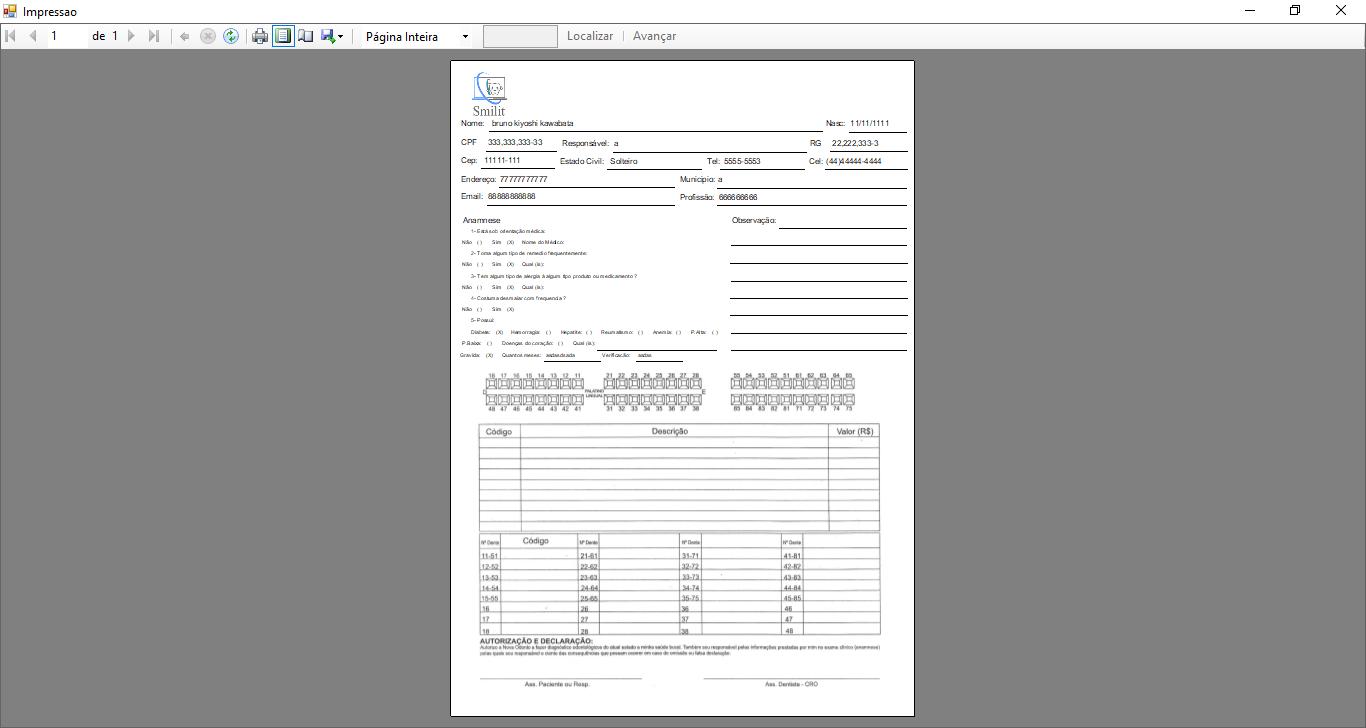 Impressao
1 de 1 Página Inteira Localizar Avançar
Smilit
Nome: bruno kiyoshi kawabata Nasc: 11/11/1111
CPF 333,333,333-33 Responsável: a RG 22,222,333-3
Cep: 11111-111 Estado Civil: Solteiro Tel: 5555-5553 Cel: (44)44444-4444
Endereço: 77777777777 Municipio: a
Email: 88888888888 Profissão: 666666666
Anamnese Observação:
1- Está sob orientação médica:
Não ( ) Sim (X) Nome do Médico:
2- Toma algum tipo de remedio frequentemente:
Não ( ) Sim (X) Qual (is):
3- Tem algum tipo de alergia à algum tipo produto ou medicamento ?
Não ( ) Sim (X) Qual (is):
4- Costuma desmaiar com frequencia ?
Não ( ) Sim (X)
5- Possui:
Diabete: (X) Hemorragia: ( ) Hepatite: ( ) Reumatismo: ( ) Anemia: ( ) P.Alta: ( )
P.Baixa: ( ) Doenças do coração: ( ) Qual (is):
Gravida: (X) Quantos meses: asdasdsada Verificação: asdas
18 17 16 15 14 13 12 11 21 22 23 24 25 26 27 28 55 54 53 52 51 61 62 63 64 65
D PALATINO E
LINGUAL
48 47 46 45 44 43 42 41 31 32 33 34 35 36 37 38 85 84 83 82 81 71 72 73 74 75
Código Descrição Valor (R$)
Nº Dente Código Nº Dente Nº Dente Nº Dente
11-51 21-61 31-71 41-81
12-52 22-62 32-72 42-82
13-53 23-63 33-73 43-83
14-54 24-64 34-74 44-84
15-55 25-65 35-75 45-85
16 26 36 46
17 27 37 47
18 28 38 48
AUTORIZAÇÃO E DECLARAÇÃO:
Autorizo a Nova Odonto a fazer diagnóstico odontológicos do atual estado a minha saúde bucal. Também sou responsável pelas informações prestadas por mim no exame clínico (anamnese)
pelas quais sou responsável e ciente das consequências que possam ocorrer em caso de omissão ou falsa declaração.
Ass. Paciente ou Resp. Ass. Dentista - CRO